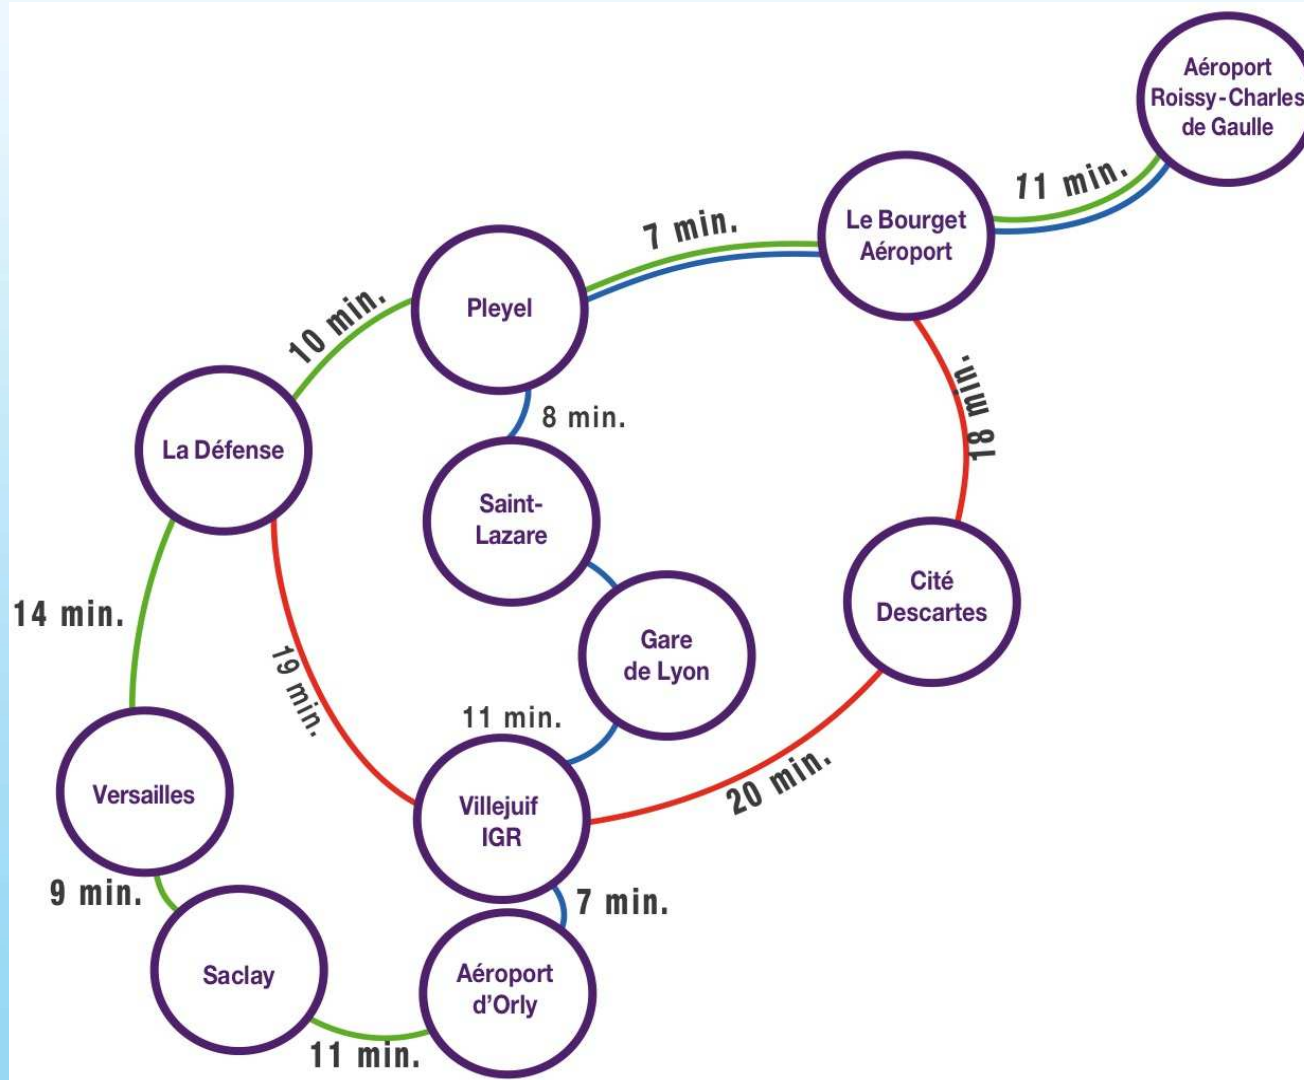 Aéroport
Roissy-Charles
de Gaulle
11 min.
Le Bourget
Aéroport
7 min.
Pleyel
10 min.
8 min.
18 min.
La Défense
Saint-
Lazare
Cité
Descartes
14 min.
Gare
de Lyon
19 min.
11 min.
20 min.
Versailles
Villejuif
IGR
9 min.
7 min.
Saclay
Aéroport
d’Orly
11 min.